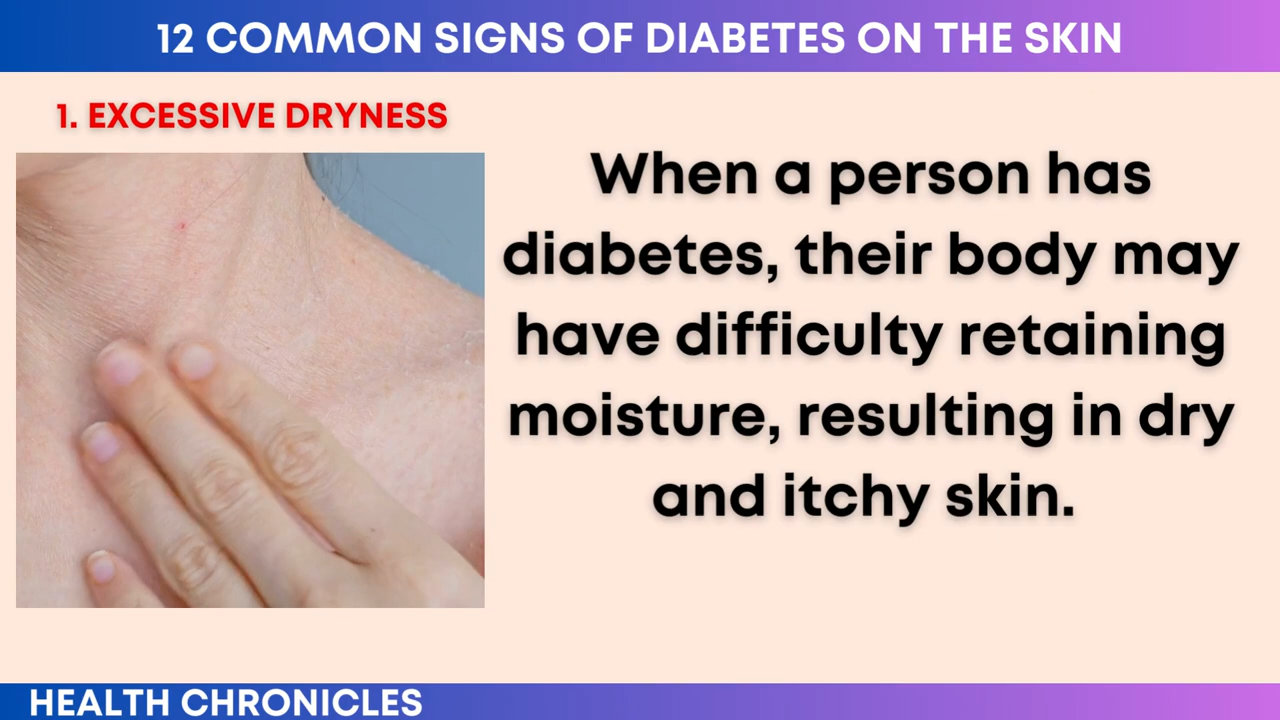 12 COMMON SIGNS OF DIABETES ON THE SKIN
1. EXCESSIVE DRYNESS
When a person has
diabetes, their body may
have difficulty retaining
moisture, resulting in dry
and itchy skin.
HEALTH CHRONICLES